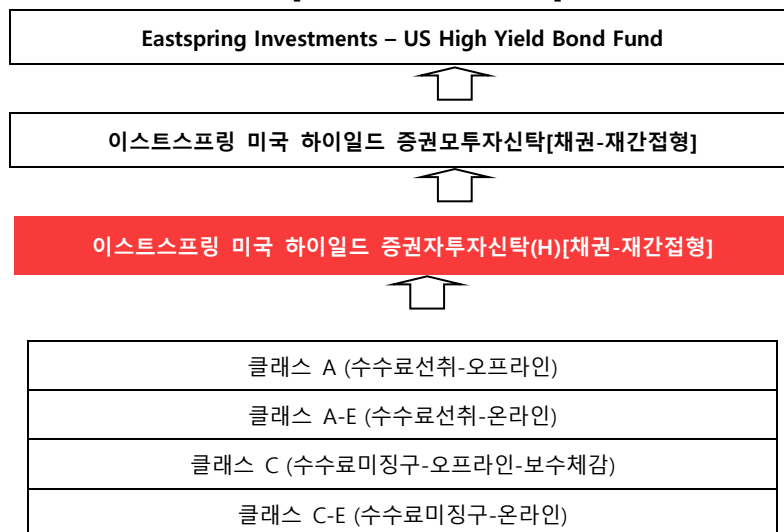 Eastspring Investments – US High Yield Bond Fund
이스트스프링 미국 하이일드 증권모투자신탁[채권-재간접형]
이스트스프링 미국 하이일드 증권자투자신탁(H)[채권-재간접형]
클래스 A (수수료선취-오프라인)
클래스 A-E (수수료선취-온라인)
클래스 C (수수료미징구-오프라인-보수체감)
클래스 C-E (수수료미징구-온라인)